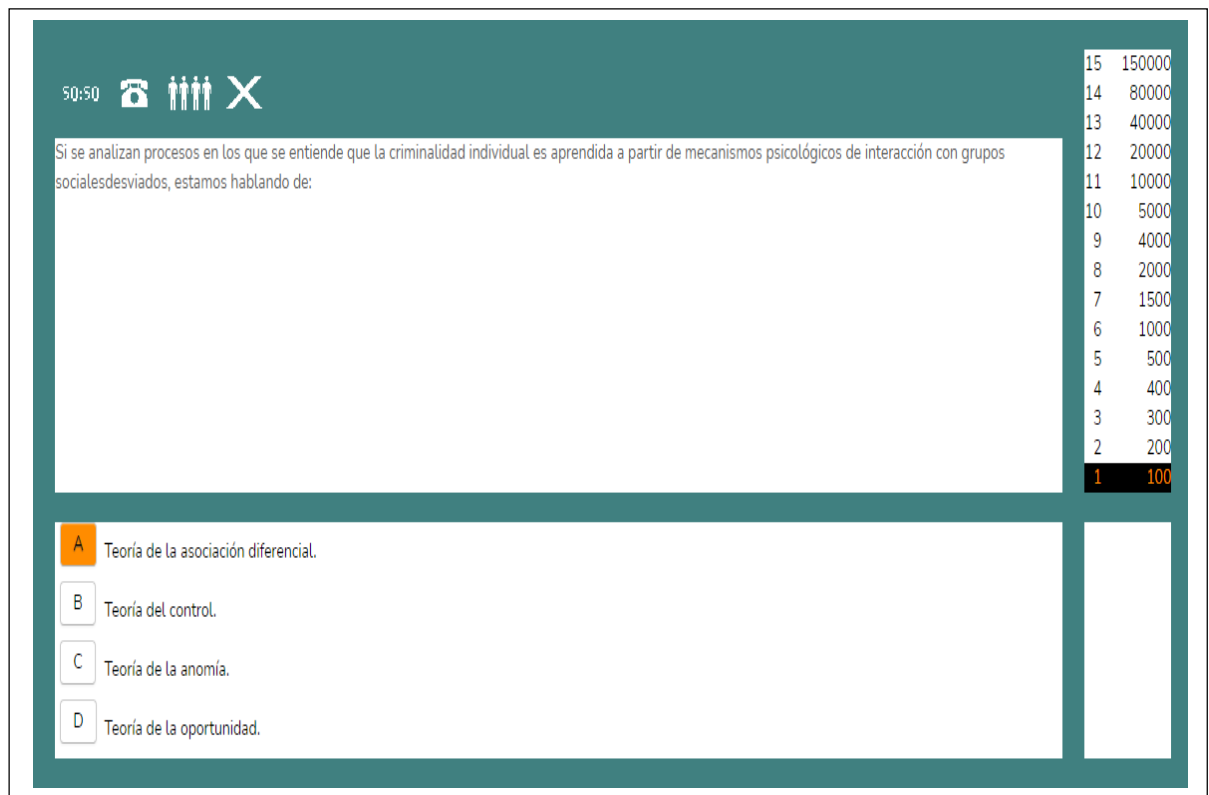 50:50
Si se analizan procesos en los que se entiende que la criminalidad individual es aprendida a partir de mecanismos psicológicos de interacción con grupos
socialesdesviados, estamos hablando de:
15 150000
14 80000
13 40000
12 20000
11 10000
10 5000
9 4000
8 2000
7 1500
6 1000
5 500
4 400
3 300
2 200
1 100
A Teoría de la asociación diferencial.
B Teoría del control.
C Teoría de la anomía.
D Teoría de la oportunidad.